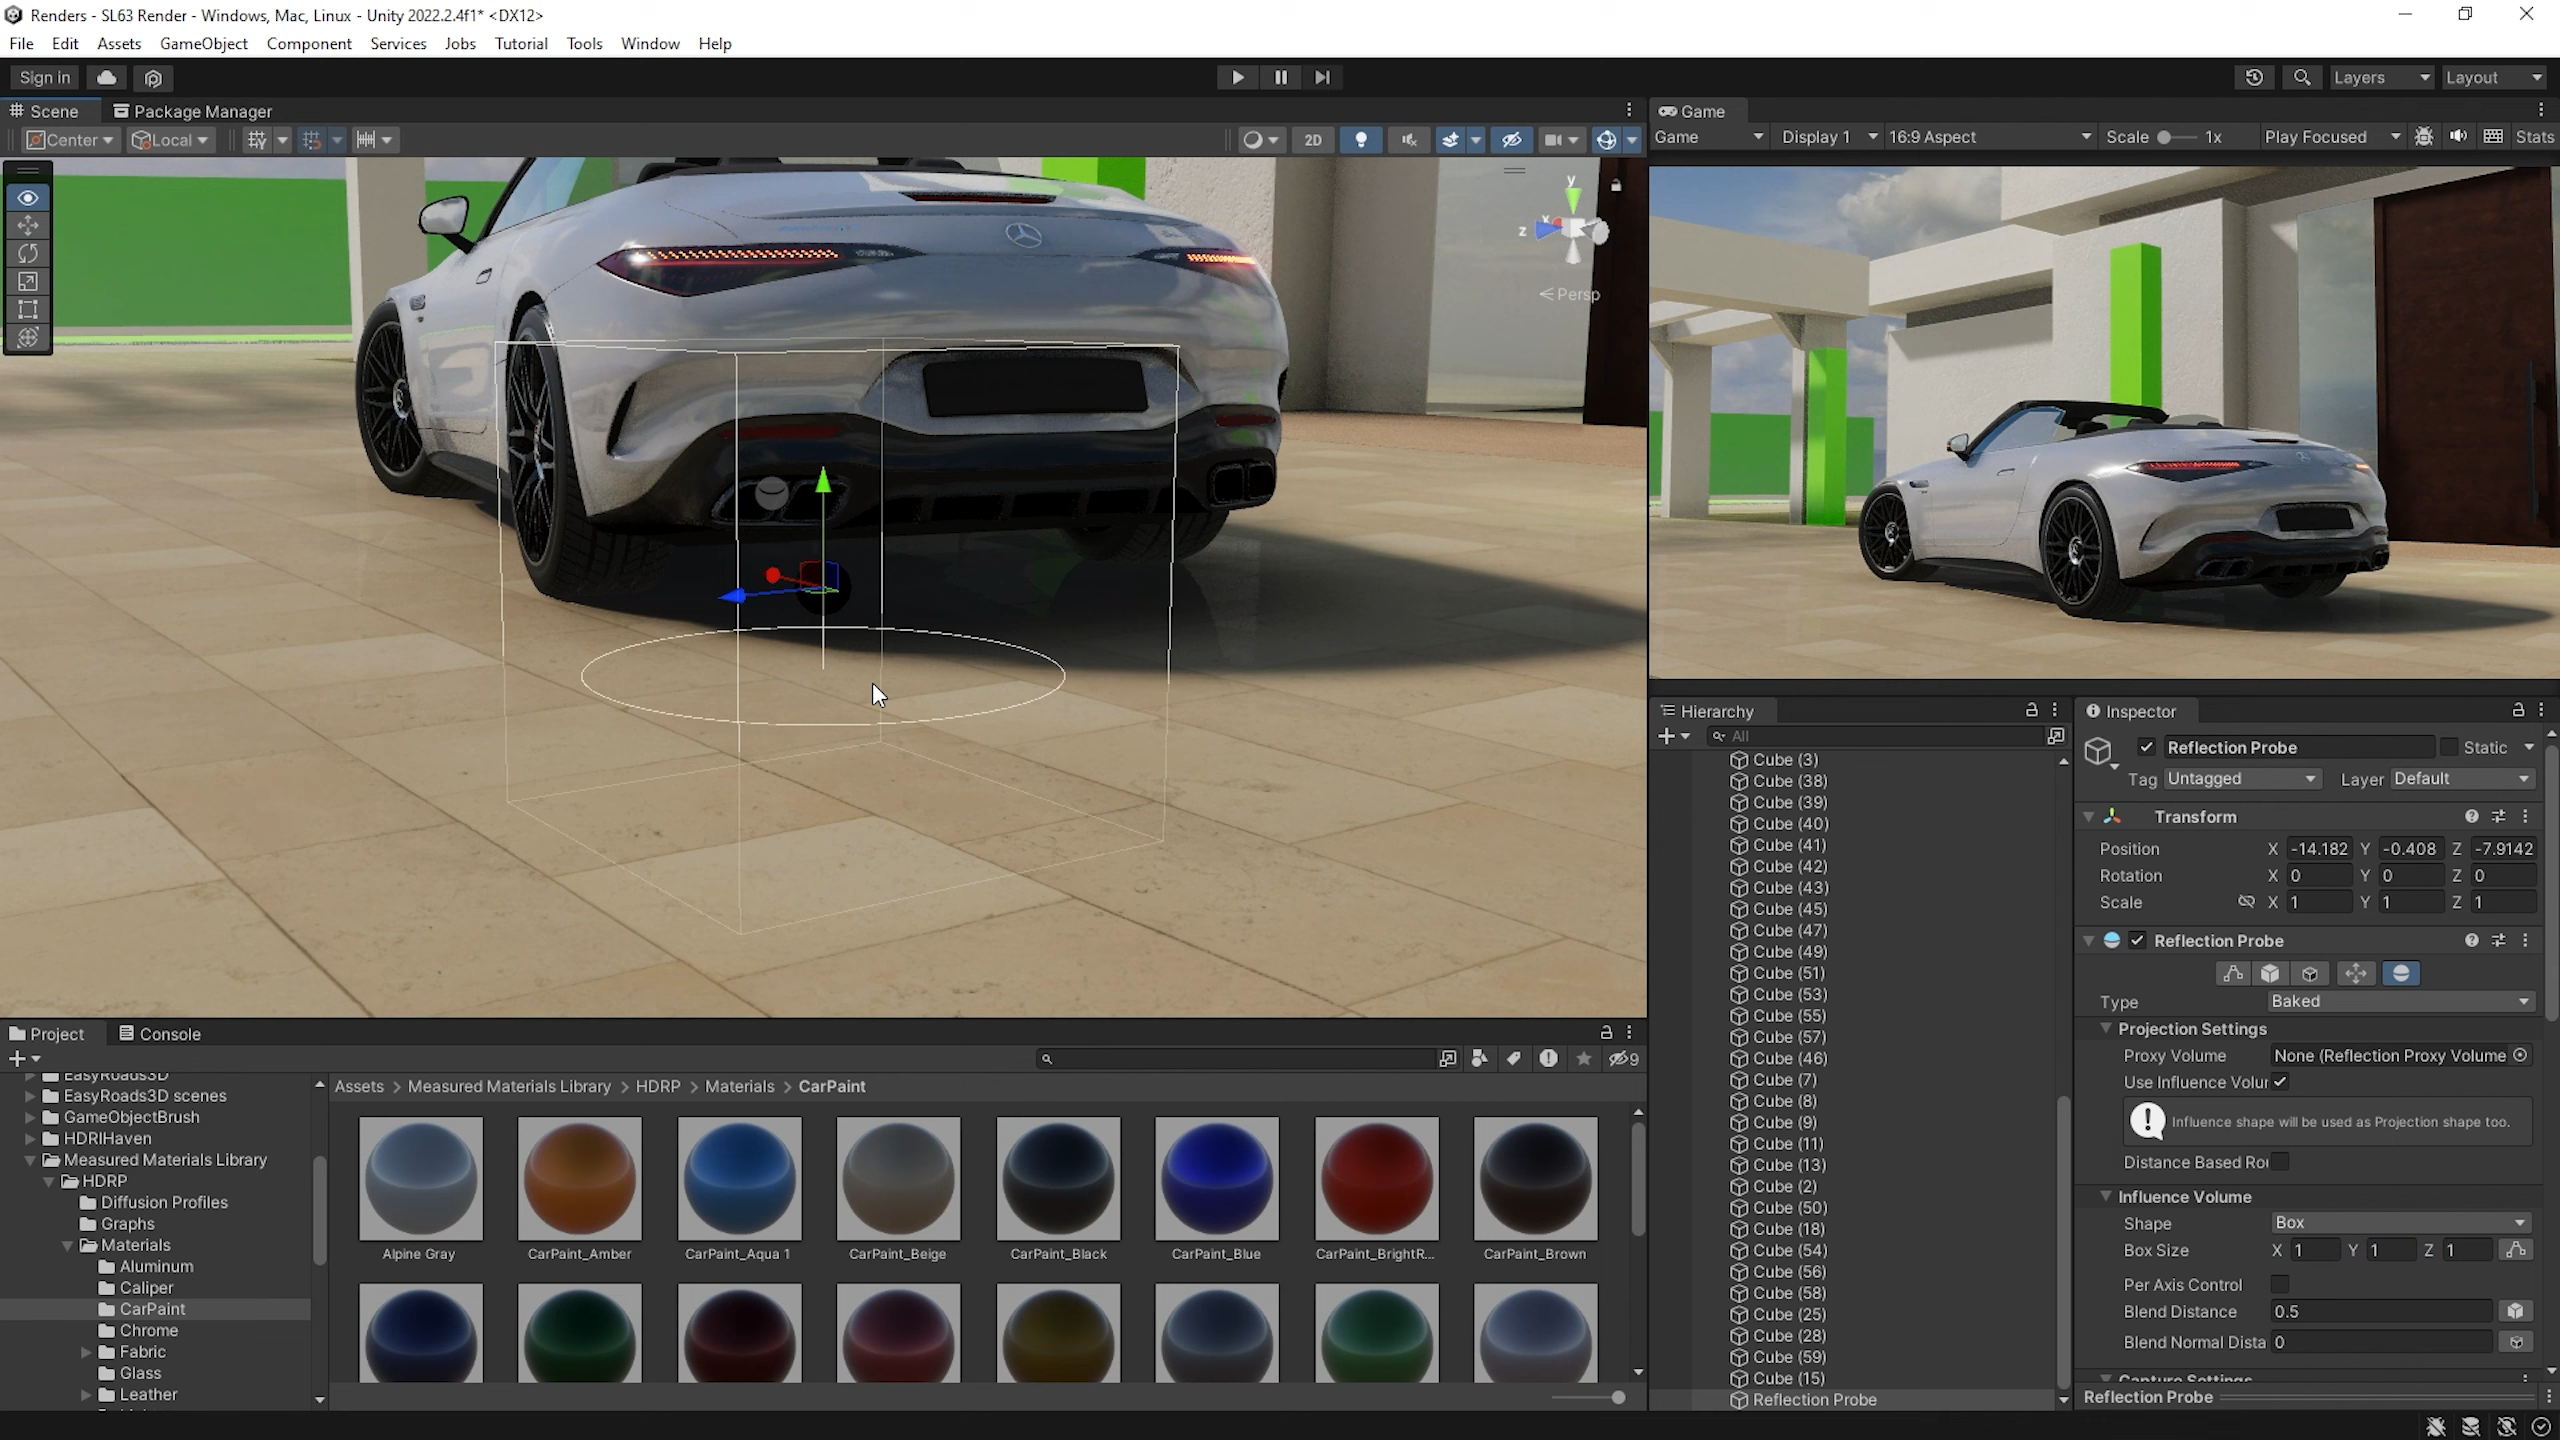 Renders - SL63 Render - Windows, Mac, Linux - Unity 2022.2.4f1* <DX12>
File Edit Assets GameObject Component Services Jobs Tutorial Tools Window Help
Sign in
Layers
Layout
Scene
Package Manager
Center
Local
2D
y
x
z
Persp
Game
Game
Display 1
16:9 Aspect
Scale
1x
Play Focused
Stats
Hierarchy
All
Cube (3)
Cube (38)
Cube (39)
Cube (40)
Cube (41)
Cube (42)
Cube (43)
Cube (45)
Cube (47)
Cube (49)
Cube (51)
Cube (53)
Cube (55)
Cube (57)
Cube (46)
Cube (7)
Cube (8)
Cube (9)
Cube (11)
Cube (13)
Cube (2)
Cube (50)
Cube (18)
Cube (54)
Cube (56)
Cube (58)
Cube (25)
Cube (28)
Cube (59)
Cube (15)
Reflection Probe
Inspector
Reflection Probe
Static
Tag Untagged Layer Default
Transform
Position X -14.182 Y -0.408 Z -7.9142
Rotation X 0 Y 0 Z 0
Scale X 1 Y 1 Z 1
Reflection Probe
Type Baked
Projection Settings
Proxy Volume None (Reflection Proxy Volume
Use Influence Volur
Influence shape will be used as Projection shape too.
Distance Based Ro
Influence Volume
Shape Box
Box Size X 1 Y 1 Z 1
Per Axis Control
Blend Distance 0.5
Blend Normal Dista 0
Capture Settings
Reflection Probe
Project
Console
9
EasyRoads3D
EasyRoads3D scenes
GameObjectBrush
HDRIHaven
Measured Materials Library
HDRP
Diffusion Profiles
Graphs
Materials
Aluminum
Caliper
CarPaint
Chrome
Fabric
Glass
Leather
Assets > Measured Materials Library > HDRP > Materials > CarPaint
Alpine Gray
CarPaint_Amber
CarPaint_Aqua 1
CarPaint_Beige
CarPaint_Black
CarPaint_Blue
CarPaint_BrightR...
CarPaint_Brown